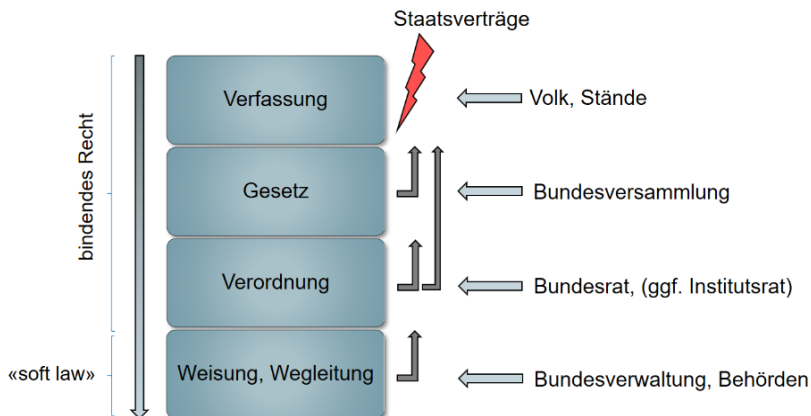 Staatsverträge
Verfassung
Volk, Stände
bindendes Recht
Gesetz
Bundesversammlung
Verordnung
Bundesrat, (ggf. Institutsrat)
«soft law»
Weisung, Wegleitung
Bundesverwaltung, Behörden